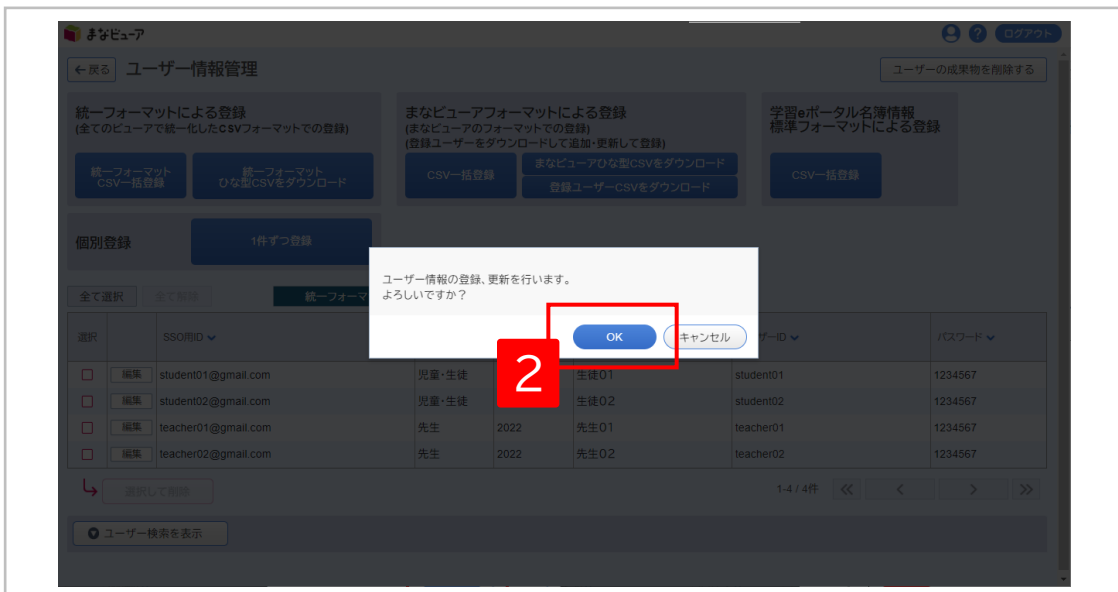 まなビューア
ログアウト
←戻る ユーザー情報管理
ユーザーの成果物を削除する
統一フォーマットによる登録
(全てのビューアで統一化したCSVフォーマットでの登録)
統一フォーマット
CSV一括登録
統一フォーマット
ひな型CSVをダウンロード
まなビューアフォーマットによる登録
(まなビューアのフォーマットでの登録)
(登録ユーザーをダウンロードして追加・更新して登録)
CSV一括登録
まなビューアひな型CSVをダウンロード
登録ユーザーCSVをダウンロード
学習eポータル名簿情報
標準フォーマットによる登録
CSV一括登録
個別登録
1件ずつ登録
ユーザー情報の登録、更新を行います。
よろしいですか?
OK
キャンセル
2
全て選択 全て解除 統一フォーマ
選択 SSO用ID ザーID パスワード
編集 student01@gmail.com 児童・生徒 生徒01 student01 1234567
編集 student02@gmail.com 児童・生徒 生徒02 student02 1234567
編集 teacher01@gmail.com 先生 2022 先生01 teacher01 1234567
編集 teacher02@gmail.com 先生 2022 先生02 teacher02 1234567
選択して削除
1-4 / 4件
ユーザー検索を表示